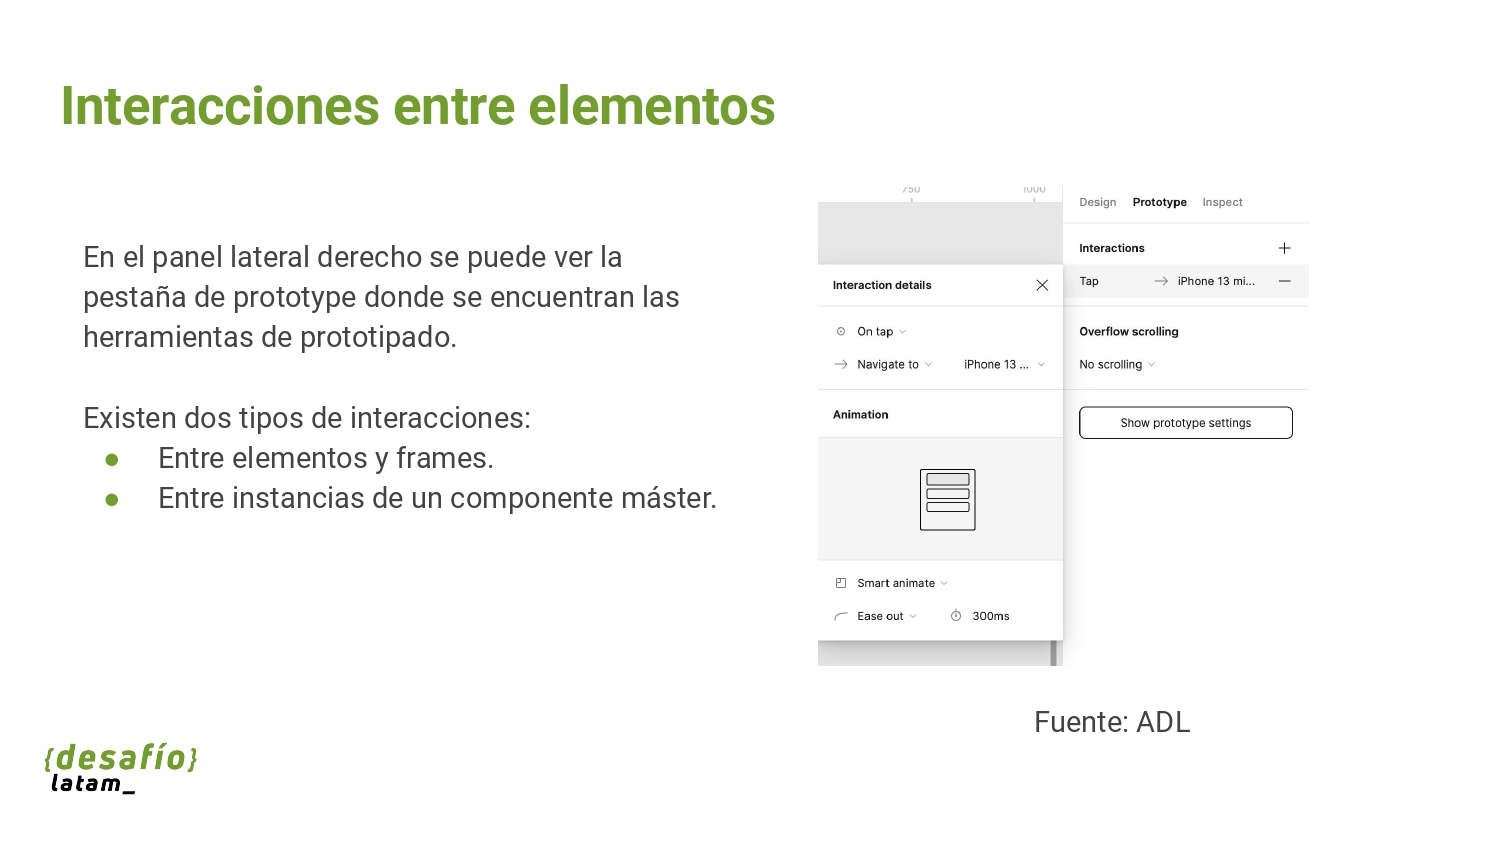 Interacciones entre elementos
En el panel lateral derecho se puede ver la
pestaña de prototype donde se encuentran las
herramientas de prototipado.
Existen dos tipos de interacciones:
● Entre elementos y frames.
● Entre instancias de un componente máster.
750 1000
Design Prototype Inspect
Interactions
Tap → iPhone 13 mi...
Interaction details
On tap
Navigate to iPhone 13 ...
Animation
Smart animate
Ease out 300ms
Overflow scrolling
No scrolling
Show prototype settings
Fuente: ADL
{desafío}
latam_